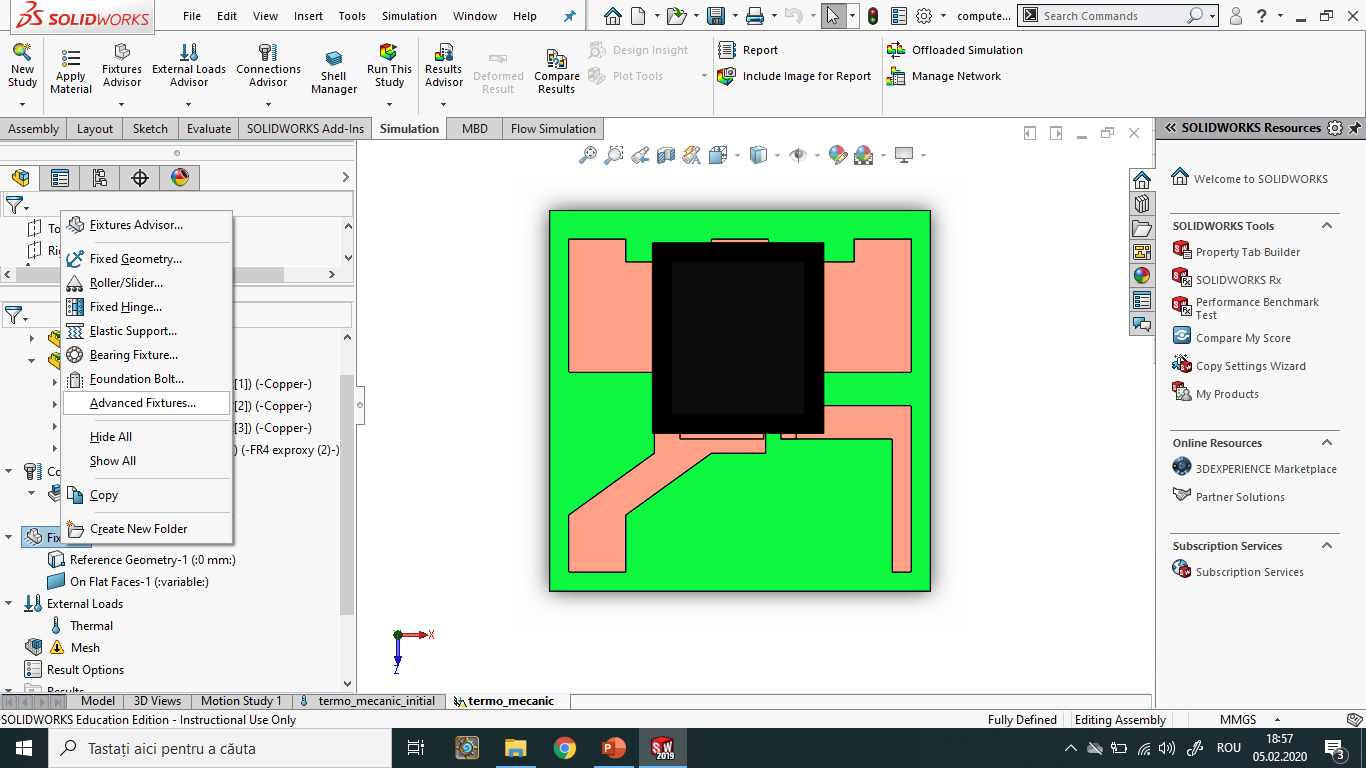 SOLIDWORKS
File Edit View Insert Tools Simulation Window Help
compute...
Search Commands
New Study
Apply Material
Fixtures Advisor
External Loads Advisor
Connections Advisor
Shell Manager
Run This Study
Results Advisor
Deformed Result
Compare Results
Design Insight
Plot Tools
Report
Include Image for Report
Offloaded Simulation
Manage Network
Assembly Layout Sketch Evaluate SOLIDWORKS Add-Ins Simulation MBD Flow Simulation
SOLIDWORKS Resources
Fixtures Advisor...
Fixed Geometry...
Roller/Slider...
Fixed Hinge...
Elastic Support...
Bearing Fixture...
Foundation Bolt...
Advanced Fixtures...
Hide All
Show All
Copy
Create New Folder
To
Rig
[1]) (-Copper-)
[2]) (-Copper-)
[3]) (-Copper-)
) (-FR4 exproxy (2)-)
Co
Fix
Reference Geometry-1 (:0 mm:)
On Flat Faces-1 (:variable:)
External Loads
Thermal
Mesh
Result Options
Results
X
Z
Welcome to SOLIDWORKS
SOLIDWORKS Tools
Property Tab Builder
SOLIDWORKS Rx
Performance Benchmark
Test
Compare My Score
Copy Settings Wizard
My Products
Online Resources
3DEXPERIENCE Marketplace
Partner Solutions
Subscription Services
Subscription Services
Model 3D Views Motion Study 1 termo_mecanic_initial termo_mecanic
SOLIDWORKS Education Edition - Instructional Use Only Fully Defined Editing Assembly MMGS
Tastați aici pentru a căuta
SW
2019
ROU
18:57
05.02.2020
3